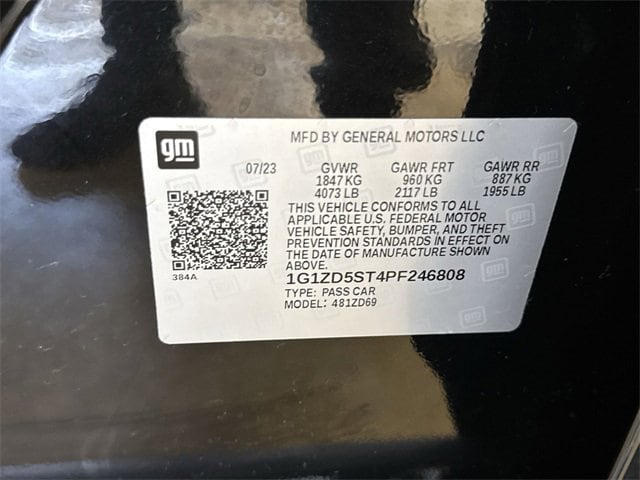 gm
MFD BY GENERAL MOTORS LLC
07/23 GVWR GAWR FRT GAWR RR
1847 KG 960 KG 887 KG
4073 LB 2117 LB 1955 LB
THIS VEHICLE CONFORMS TO ALL
APPLICABLE U.S. FEDERAL MOTOR
VEHICLE SAFETY, BUMPER, AND THEFT
PREVENTION STANDARDS IN EFFECT ON
THE DATE OF MANUFACTURE SHOWN
ABOVE.
384A
1G1ZD5ST4PF246808
TYPE: PASS CAR
MODEL: 481ZD69